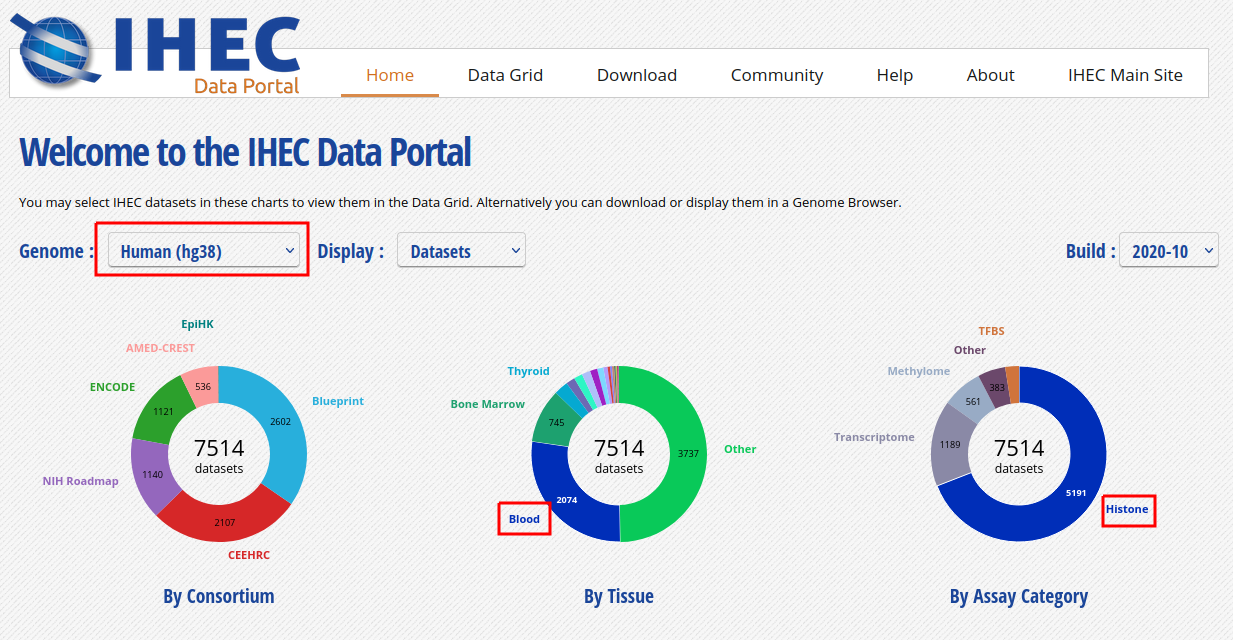 IHEC
Data Portal
Home Data Grid Download Community Help About IHEC Main Site
Welcome to the IHEC Data Portal
You may select IHEC datasets in these charts to view them in the Data Grid. Alternatively you can download or display them in a Genome Browser.
Genome : Human (hg38) Display : Datasets Build : 2020-10
EpiHK
AMED-CREST
ENCODE
Blueprint
NIH Roadmap
CEEHRC
536
1121
2602
1140
2107
7514
datasets
By Consortium
Thyroid
Bone Marrow
Other
Blood
745
3737
2074
7514
datasets
By Tissue
TFBS
Other
Methylome
Transcriptome
Histone
383
561
1189
5191
7514
datasets
By Assay Category